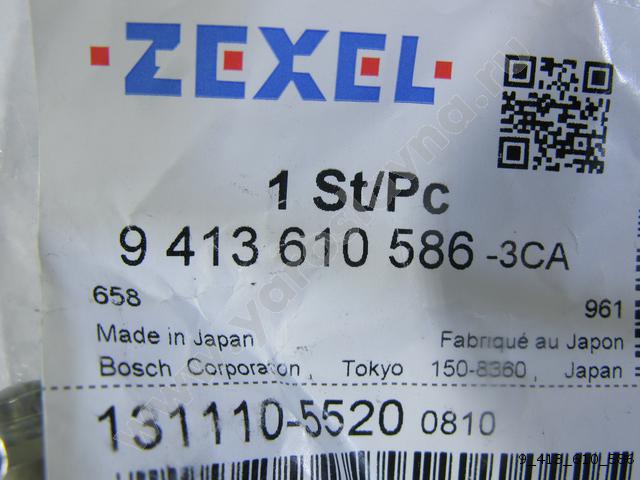 ZEXEL
1 St/Pc
9 413 610 586 -3CA
658 961
Made in Japan Fabriqué au Japon
Bosch Corporation, Tokyo 150-8360, Japan
131110-5520 0810
9_413_610_586